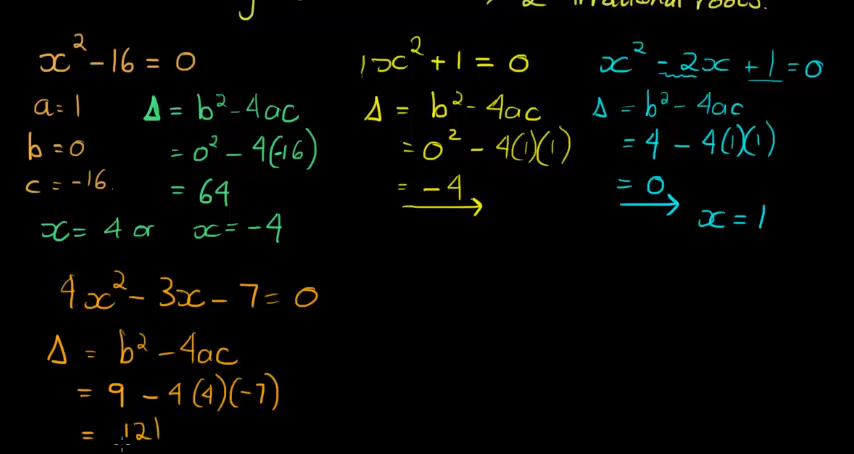 2 irrational roots.
x² - 16 = 0
a = 1
b = 0
c = -16.
Δ = b² - 4ac
= 0² - 4(-16)
= 64
x = 4 or x = -4
1x² + 1 = 0
Δ = b² - 4ac
= 0² - 4(1)(1)
= -4
x² - 2x + 1 = 0
Δ = b² - 4ac
= 4 - 4(1)(1)
= 0
x = 1
4x² - 3x - 7 = 0
Δ = b² - 4ac
= 9 - 4(4)(-7)
= 121